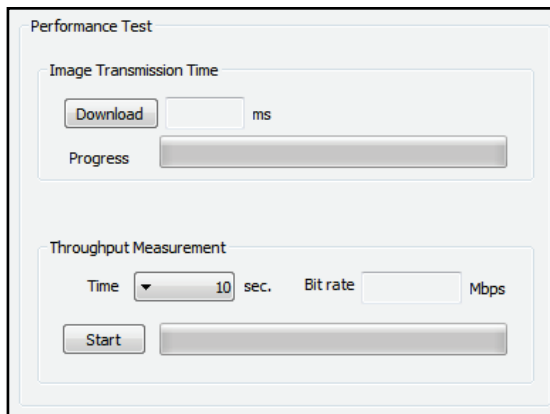 Performance Test
Image Transmission Time
Download ms
Progress
Throughput Measurement
Time 10 sec. Bit rate Mbps
Start